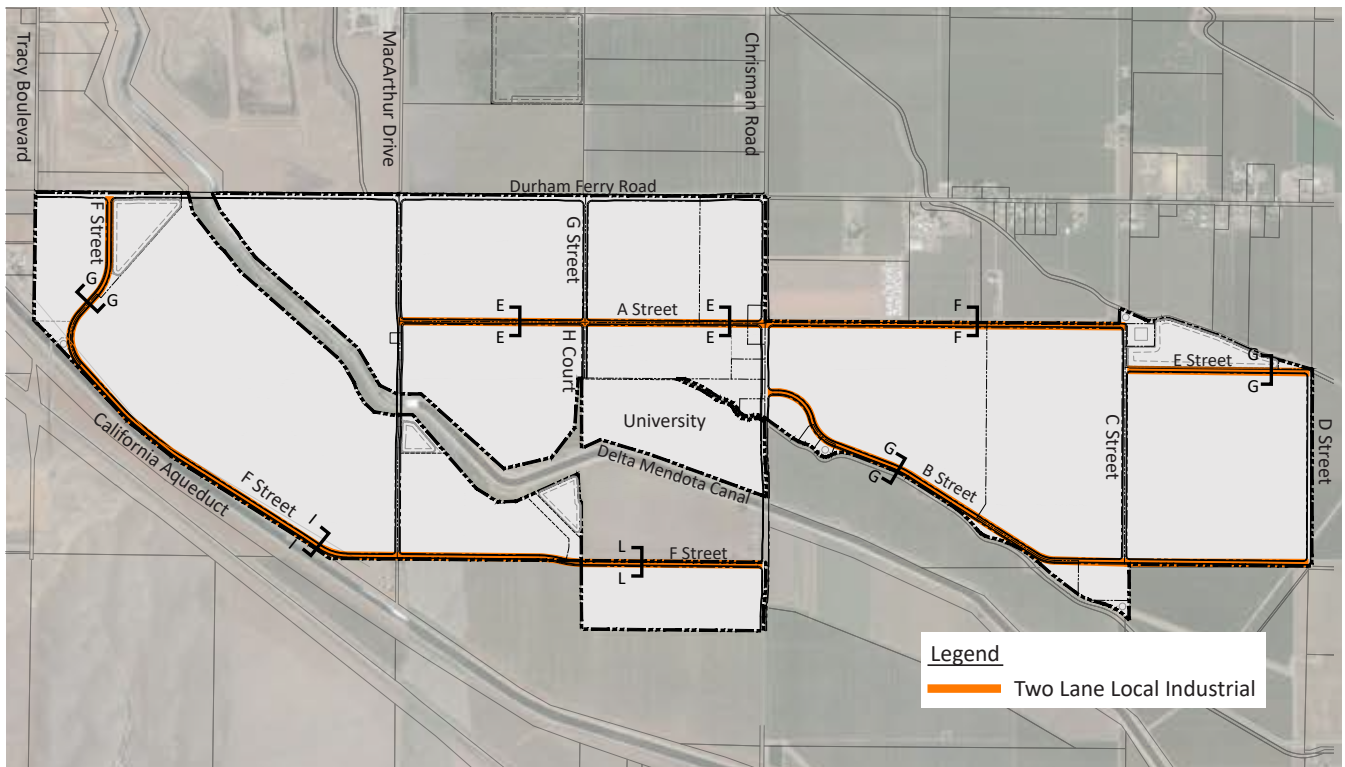 Tracy Boulevard
MacArthur Drive
Chrisman Road
Durham Ferry Road
F Street
G Street
G
G
E
E
A Street
E
E
F
F
H Court
E Street
G
G
University
C Street
D Street
Delta Mendota Canal
G
G
B Street
California Aqueduct
F Street
I
I
L
L
F Street
Legend
Two Lane Local Industrial